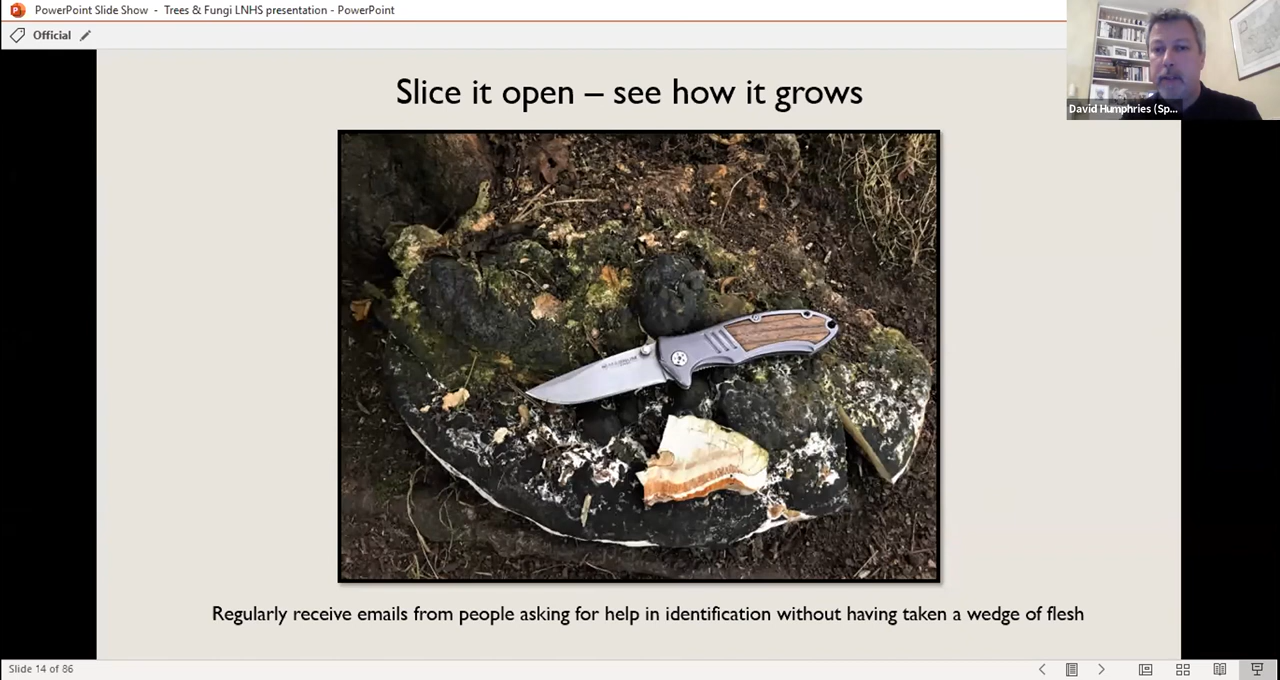 PowerPoint Slide Show - Trees & Fungi LNHS presentation - PowerPoint
Official
David Humphries (Sp...
Slice it open – see how it grows
Regularly receive emails from people asking for help in identification without having taken a wedge of flesh
Slide 14 of 86